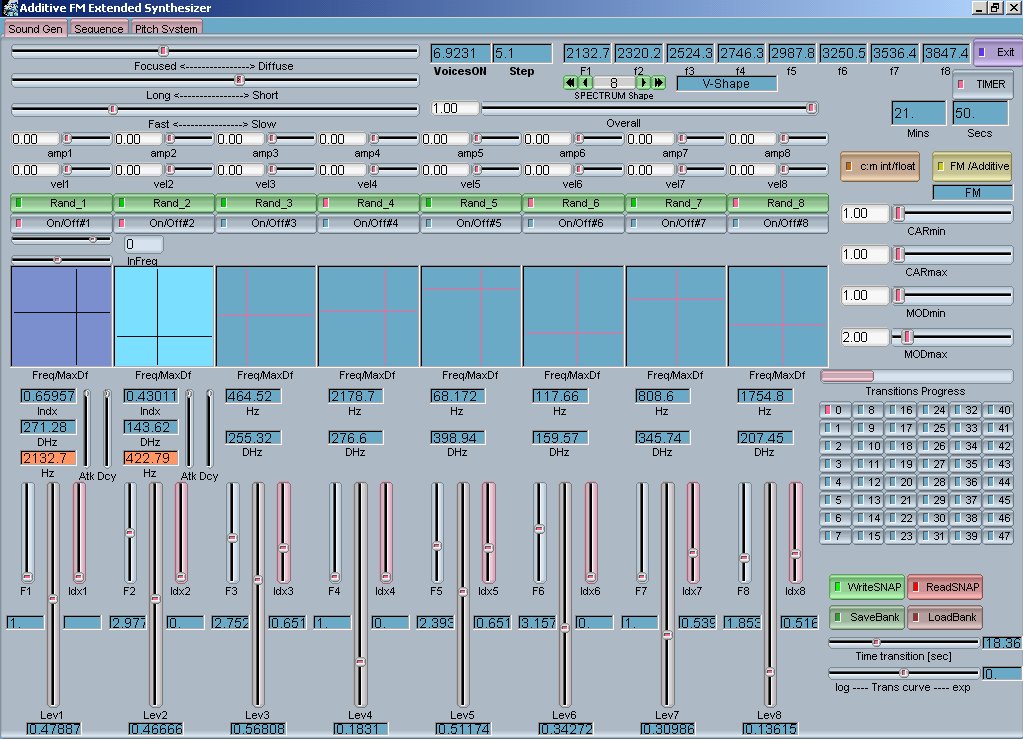 Additive FM Extended Synthesizer
Sound Gen Sequence Pitch System
6.9231 5.1 2132.7 2320.2 2524.3 2746.3 2987.8 3250.5 3536.4 3847.4 Exit
Focused <----------------> Diffuse VoicesON Step F1 f2 f3 f4 f5 f6 f7 f8
8 V-Shape TIMER
Long <----------------> Short SPECTRUM Shape
1.00 21. 50.
Fast <----------------> Slow Overall Mins Secs
0.00 0.00 0.00 0.00 0.00 0.00 0.00 0.00
amp1 amp2 amp3 amp4 amp5 amp6 amp7 amp8
0.00 0.00 0.00 0.00 0.00 0.00 0.00 0.00 c:m int/float FM /Additive
vel1 vel2 vel3 vel4 vel5 vel6 vel7 vel8 FM
Rand_1 Rand_2 Rand_3 Rand_4 Rand_5 Rand_6 Rand_7 Rand_8
1.00
On/Off#1 On/Off#2 On/Off#3 On/Off#4 On/Off#5 On/Off#6 On/Off#7 On/Off#8
CARmin
0
InFreq
1.00
CARmax
1.00
MODmin
2.00
MODmax
Freq/MaxDf Freq/MaxDf Freq/MaxDf Freq/MaxDf Freq/MaxDf Freq/MaxDf Freq/MaxDf Freq/MaxDf
Transitions Progress
0.65957 0.43011 464.52 2178.7 68.172 117.66 808.6 1754.8
Indx Indx Hz Hz Hz Hz Hz Hz
271.28 143.62 255.32 276.6 398.94 159.57 345.74 207.45
DHz DHz DHz DHz DHz DHz DHz DHz
2132.7 422.79
Hz Hz
Atk Dcy Atk Dcy
0 8 16 24 32 40
1 9 17 25 33 41
2 10 18 26 34 42
3 11 19 27 35 43
4 12 20 28 36 44
5 13 21 29 37 45
6 14 22 30 38 46
7 15 23 31 39 47
F1 Idx1 F2 Idx2 F3 Idx3 F4 Idx4 F5 Idx5 F6 Idx6 F7 Idx7 F8 Idx8
WriteSNAP ReadSNAP
SaveBank LoadBank
1. 2.977 0. 2.752 0.651 1. 0. 2.393 0.651 3.157 0. 1. 0.539 1.853 0.516
18.36
Time transition [sec]
0.
log ---- Trans curve ---- exp
Lev1 Lev2 Lev3 Lev4 Lev5 Lev6 Lev7 Lev8
0.47887 0.46666 0.56808 0.1831 0.51174 0.34272 0.30986 0.13615